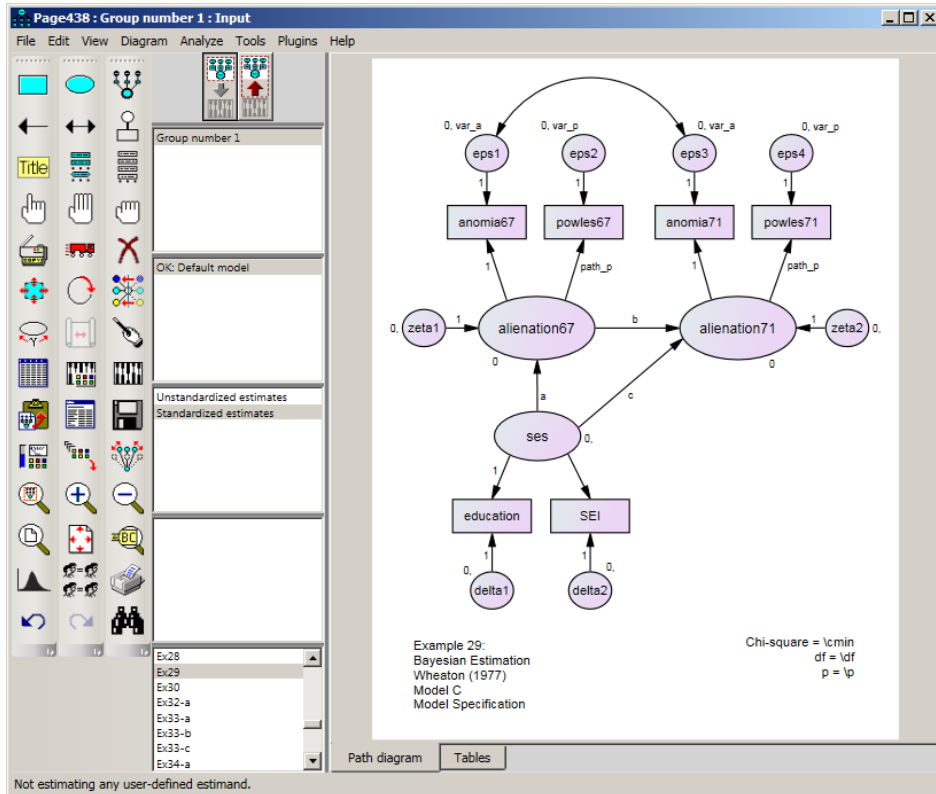 Page438 : Group number 1 : Input
File Edit View Diagram Analyze Tools Plugins Help
Title
Group number 1
OK: Default model
Unstandardized estimates
Standardized estimates
Ex28
Ex29
Ex30
Ex32-a
Ex33-a
Ex33-b
Ex33-c
Ex34-a
0, var_a
0, var_p
0, var_a
0, var_p
eps1
eps2
eps3
eps4
1
1
1
1
anomia67
powles67
anomia71
powles71
1
path_p
1
path_p
0,
zeta1
1
alienation67
b
alienation71
1
zeta2
0,
0
0
a
c
ses
0,
1
education
SEI
1
1
0,
0,
delta1
delta2
Example 29:
Bayesian Estimation
Wheaton (1977)
Model C
Model Specification
Chi-square = \cmin
df = \df
p = \p
Path diagram
Tables
Not estimating any user-defined estimand.